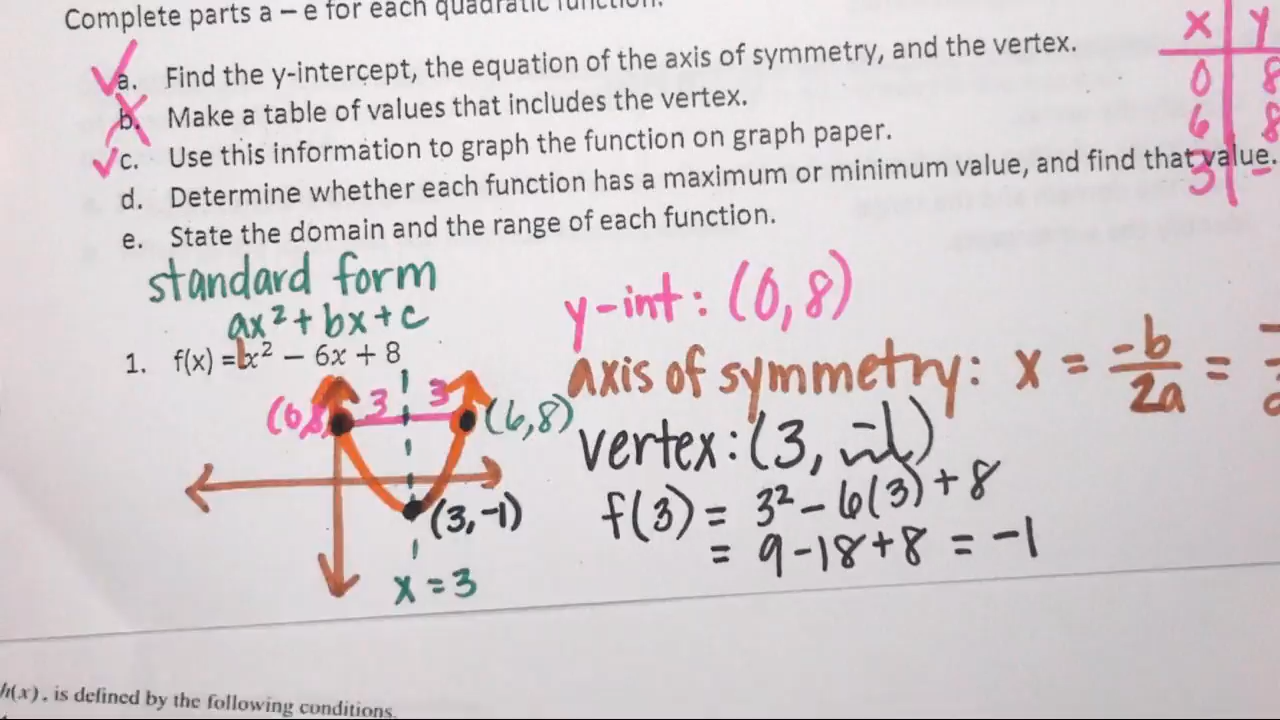 Complete parts a – e for each quadratic function.
a. Find the y-intercept, the equation of the axis of symmetry, and the vertex.
b. Make a table of values that includes the vertex.
c. Use this information to graph the function on graph paper.
d. Determine whether each function has a maximum or minimum value, and find that value.
e. State the domain and the range of each function.
x y
0 8
6 8
3 -
standard form
ax² + bx + c
1. f(x) = 1x² – 6x + 8
y-int: (0,8)
axis of symmetry: x = -b/2a =
vertex: (3, -1)
f(3) = 3² - 6(3) + 8
= 9 - 18 + 8 = -1
(0,8) 3 3 (6,8)
(3,-1)
x = 3
h(x), is defined by the following conditions.